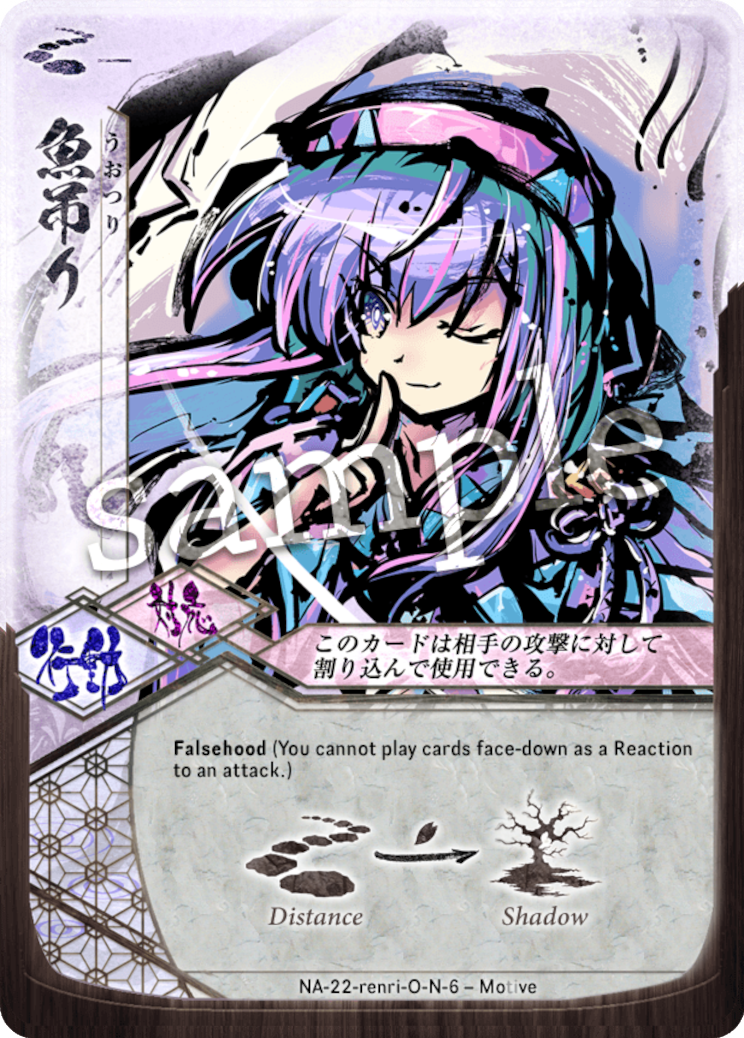 —
魚吊り
うおつり
sample
対応
行動
このカードは相手の攻撃に対して
割り込んで使用できる。
Falsehood (You cannot play cards face-down as a Reaction
to an attack.)
Distance
Shadow
NA-22-renri-O-N-6 – Motive